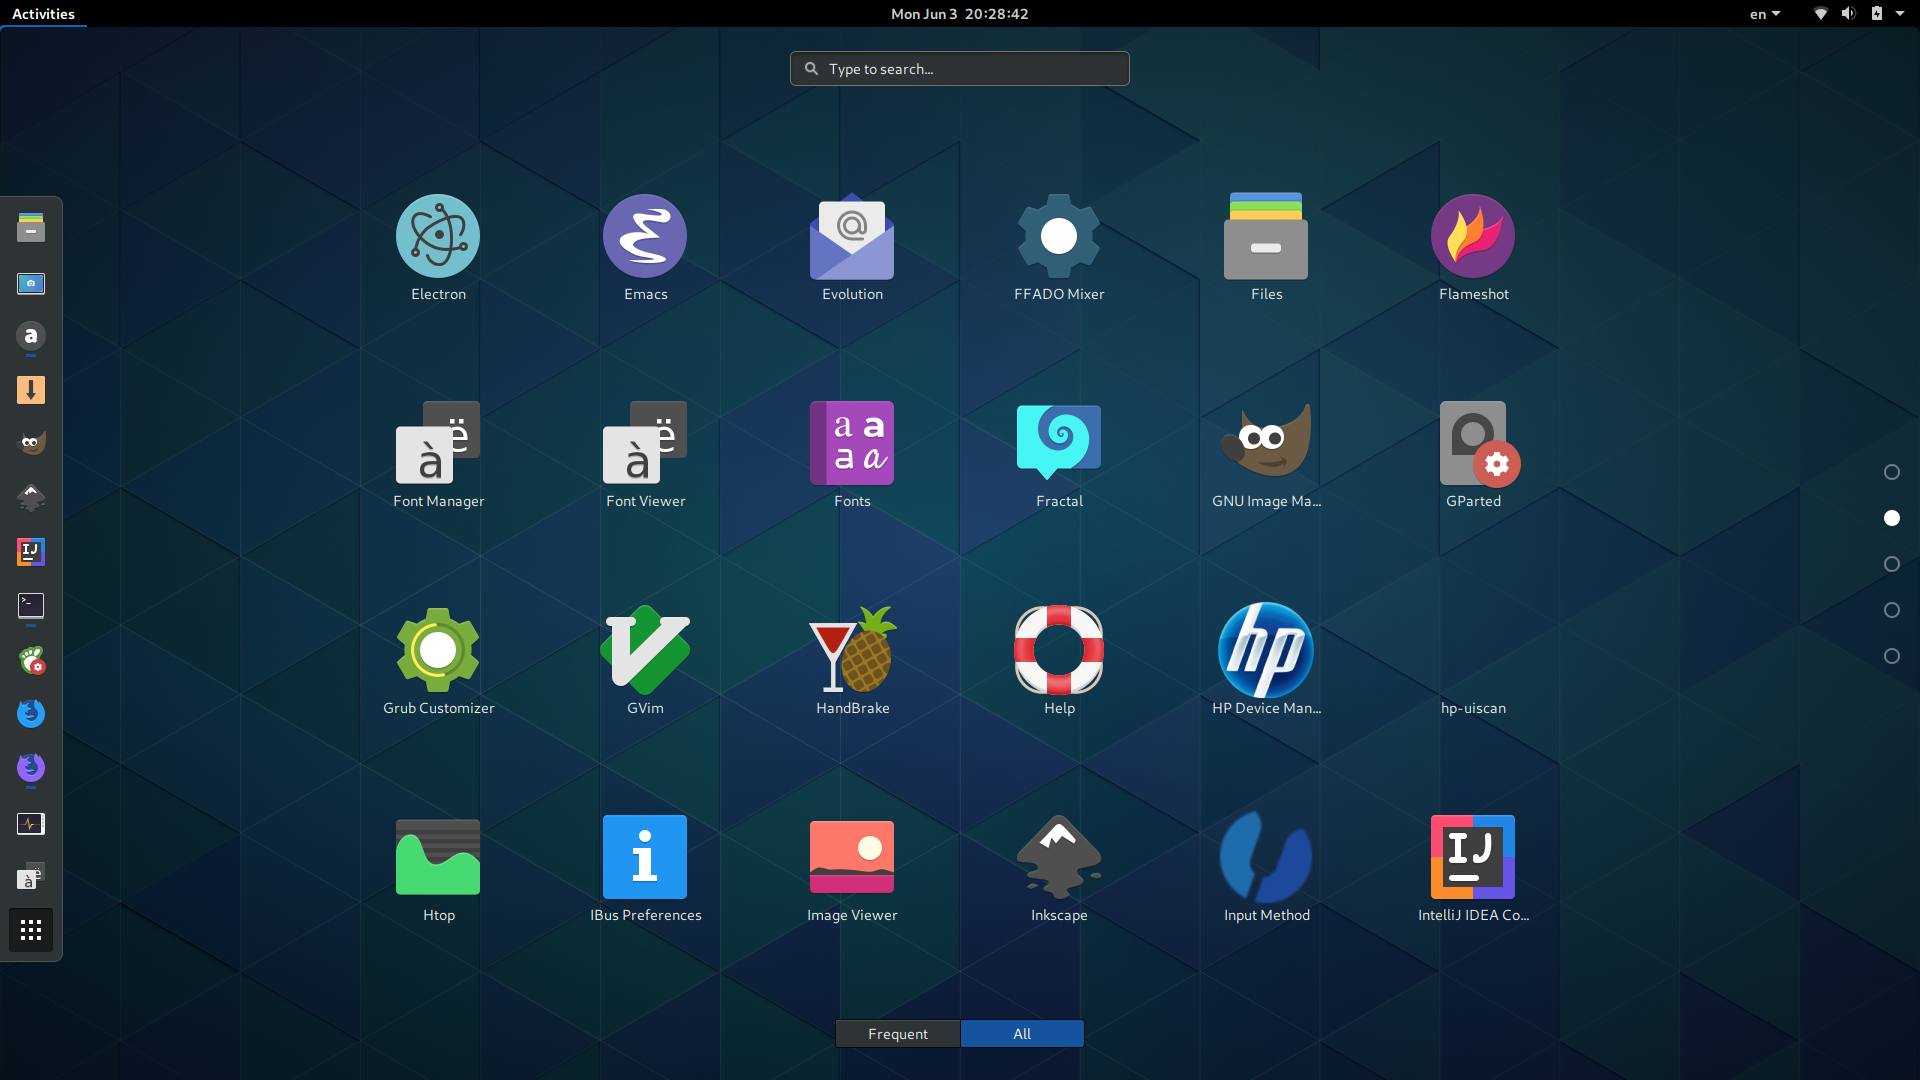 Activities
Mon Jun 3 20:28:42
en
Type to search...
Electron
Emacs
Evolution
FFADO Mixer
Files
Flameshot
Font Manager
Font Viewer
Fonts
Fractal
GNU Image Ma...
GParted
Grub Customizer
GVim
HandBrake
Help
hp
HP Device Man...
hp-uiscan
Htop
IBus Preferences
Image Viewer
Inkscape
Input Method
IJ
IntelliJ IDEA Co...
Frequent
All